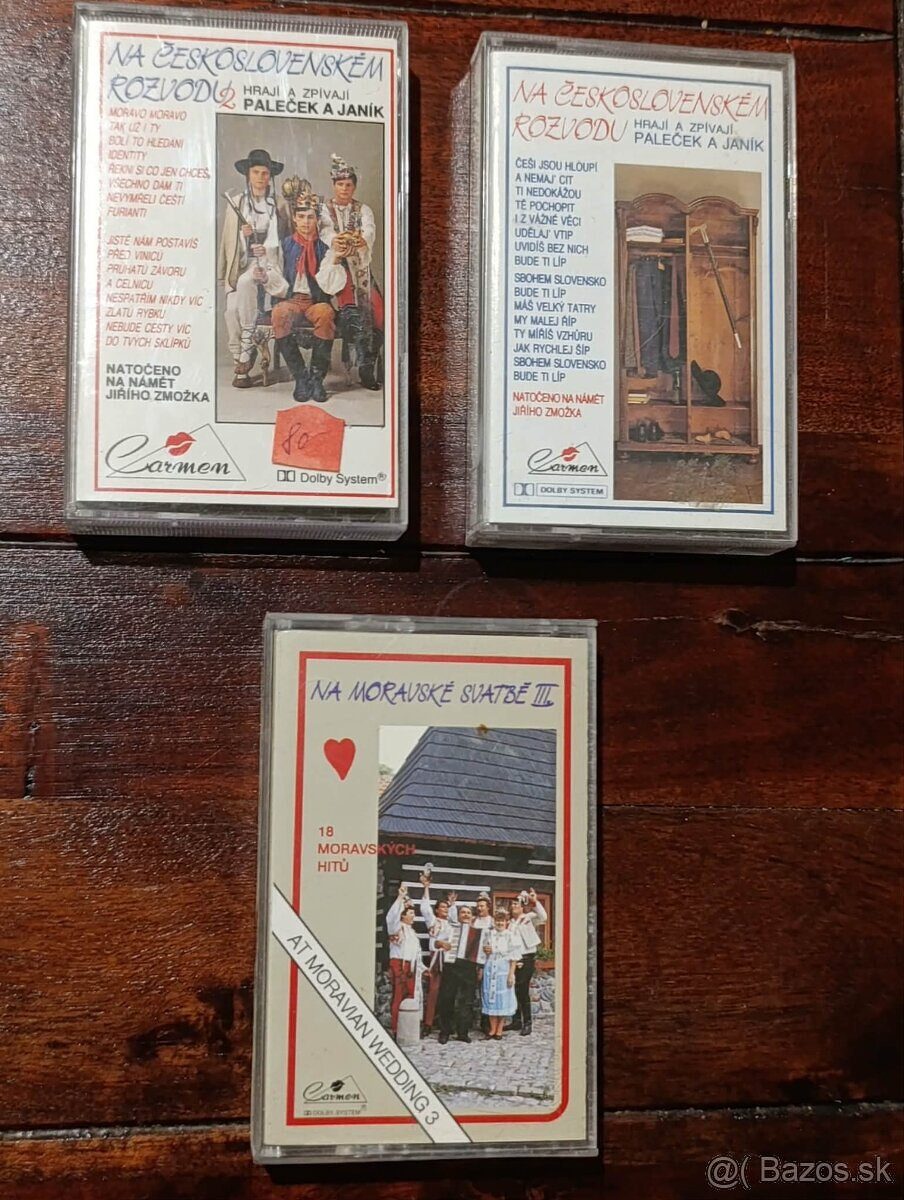 NA ČESKOSLOVENSKÉM
ROZVODU 2
HRAJÍ A ZPÍVAJÍ
PALEČEK A JANÍK
MORAVO MORAVO
TAK UŽ I TY
BOLÍ TO HLEDANÍ
IDENTITY
ŘEKNI SI CO JEN CHCEŠ
VŠECHNO DÁM TI
NEVYMŘELI ČEŠTÍ
FURIANTI
JISTĚ NÁM POSTAVÍŠ
PŘED VINICÍ
PRUHATÚ ZÁVORU
A CELNICU
NESPATŘÍM NIKDY VÍC
ZLATÚ RYBKU
NEBUDE CESTY VÍC
DO TVYCH SKLÍPKŮ
NATOČENO
NA NÁMĚT
JIŘÍHO ZMOŽKA
Carmen
80-
Dolby System®
NA ČESKOSLOVENSKÉM
ROZVODU
HRAJÍ A ZPÍVAJÍ
PALEČEK A JANÍK
ČEŠI JSOU HLOUPÍ
A NEMAJ' CIT
TI NEDOKÁŽOU
TĚ POCHOPIT
I Z VÁŽNÉ VĚCI
UDĚLAJ' VTIP
UVIDÍŠ BEZ NICH
BUDE TI LÍP
SBOHEM SLOVENSKO
BUDE TI LÍP
MÁŠ VELKÝ TATRY
MY MALEJ ŘÍP
TY MÍŘÍŠ VZHŮRU
JAK RYCHLEJ ŠÍP
SBOHEM SLOVENSKO
BUDE TI LÍP
NATOČENO NA NÁMĚT
JIŘÍHO ZMOŽKA
Carmen
DOLBY SYSTEM
NA MORAVSKÉ SVATBĚ III.
18
MORAVSKÝCH
HITŮ
AT MORAVIAN WEDDING 3
Carmen
DOLBY SYSTEM®
@( Bazos.sk